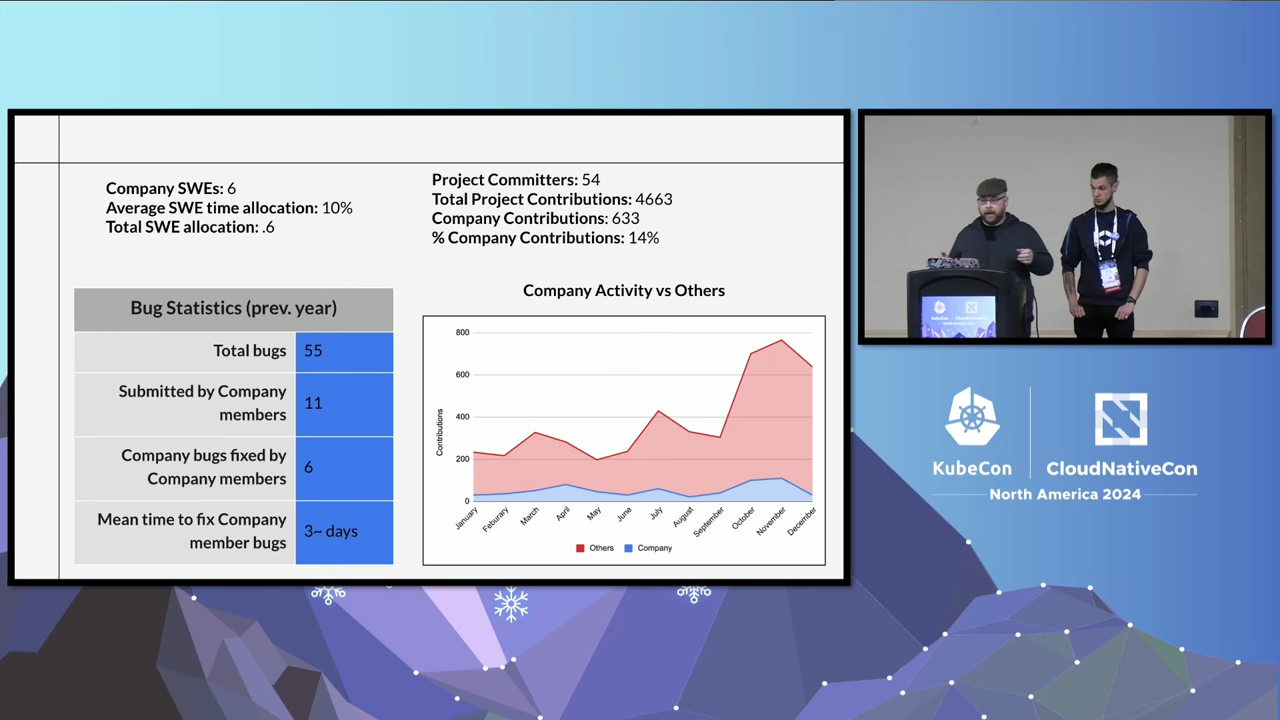 Company SWEs: 6
Average SWE time allocation: 10%
Total SWE allocation: .6
Project Committers: 54
Total Project Contributions: 4663
Company Contributions: 633
% Company Contributions: 14%
Bug Statistics (prev. year)
Total bugs 55
Submitted by Company
members
11
Company bugs fixed by
Company members
6
Mean time to fix Company
member bugs
3~ days
Company Activity vs Others
Contributions
800
600
400
200
0
January
Feburary
March
April
May
June
July
August
September
October
November
December
Others
Company
KubeCon
CloudNativeCon
North America 2024
KubeCon
CloudNativeCon